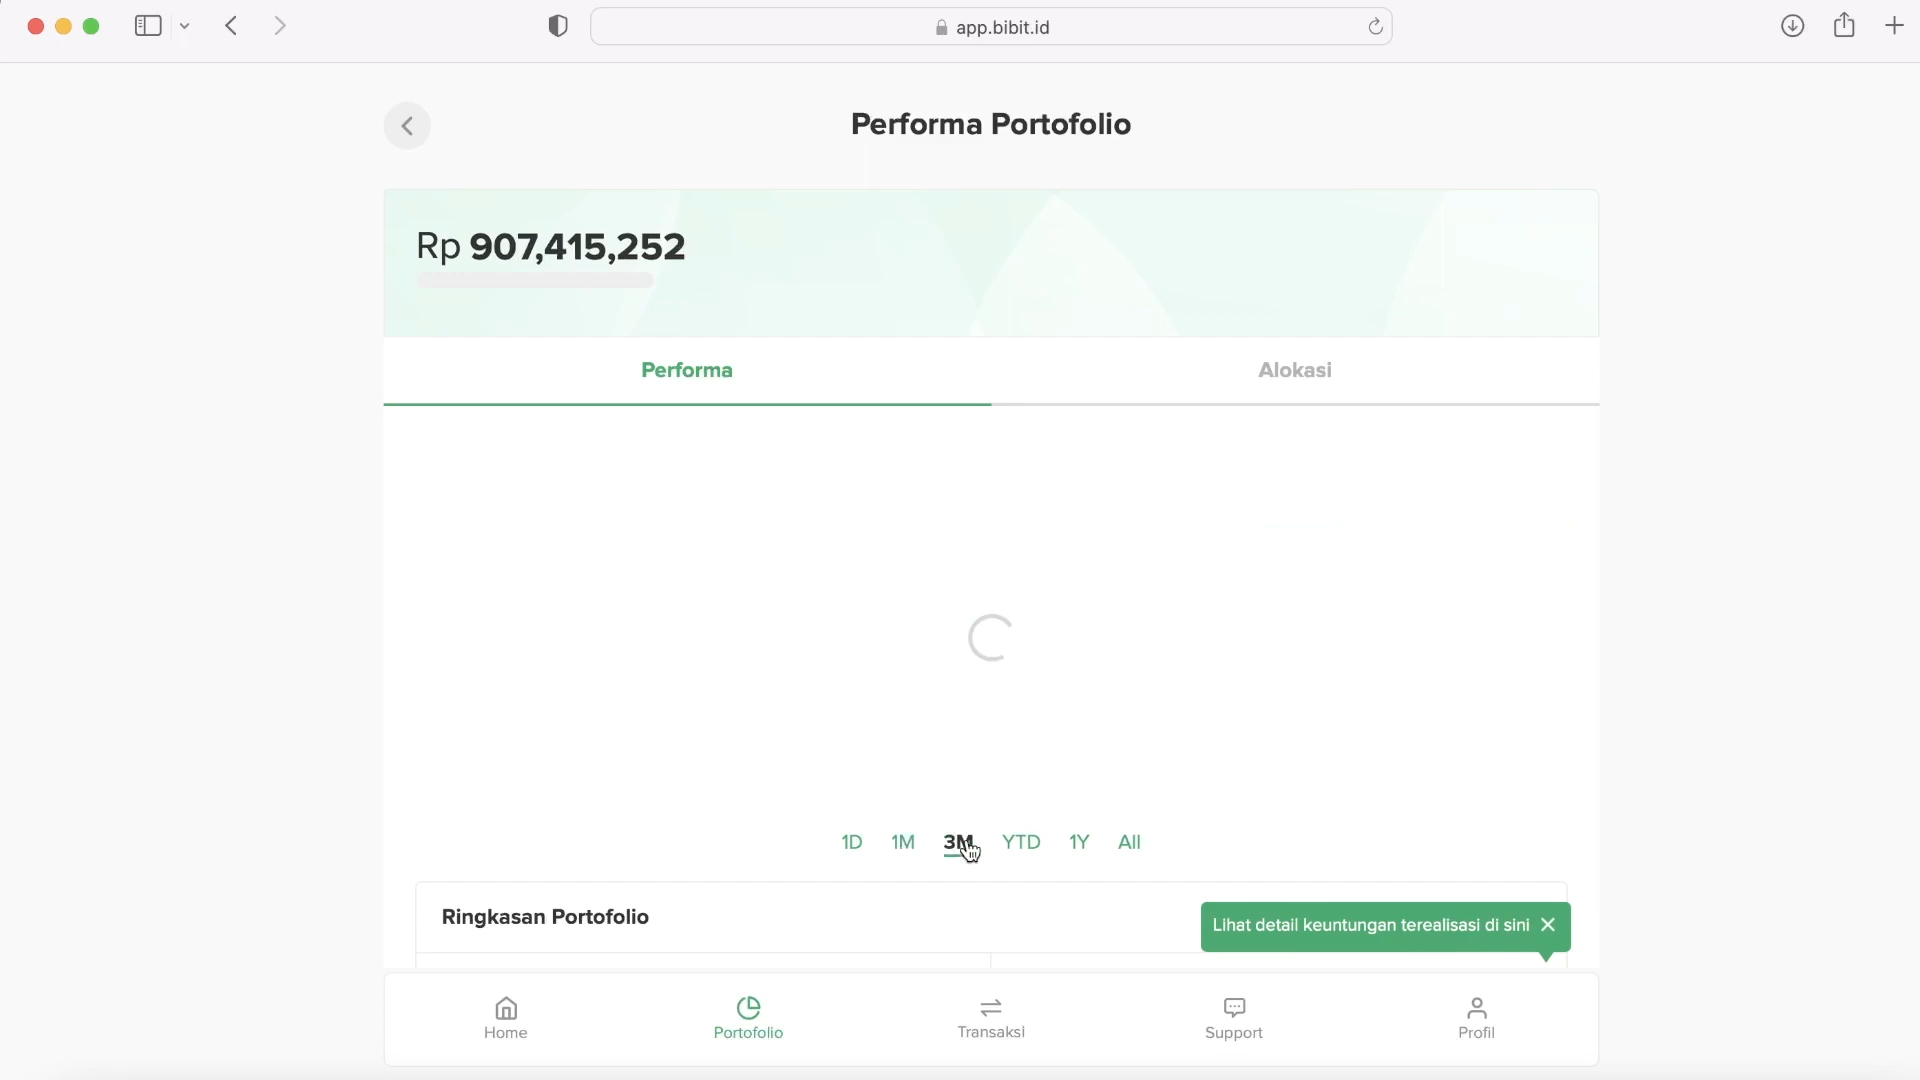 app.bibit.id
Performa Portofolio
Rp 907,415,252
Performa
Alokasi
1D 1M 3M YTD 1Y All
Ringkasan Portofolio
Lihat detail keuntungan terealisasi di sini
Home
Portofolio
Transaksi
Support
Profil